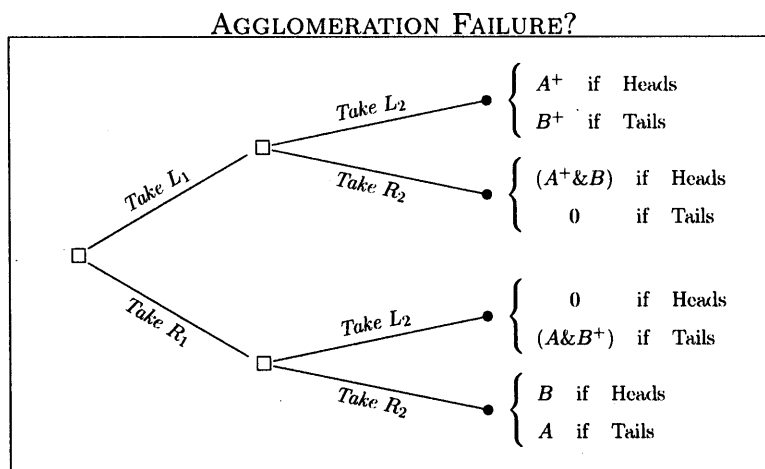 AGGLOMERATION FAILURE?
Take L₂
A⁺ if Heads
B⁺ if Tails
Take L₁
Take R₂
(A⁺&B) if Heads
0 if Tails
Take R₁
Take L₂
0 if Heads
(A&B⁺) if Tails
Take R₂
B if Heads
A if Tails